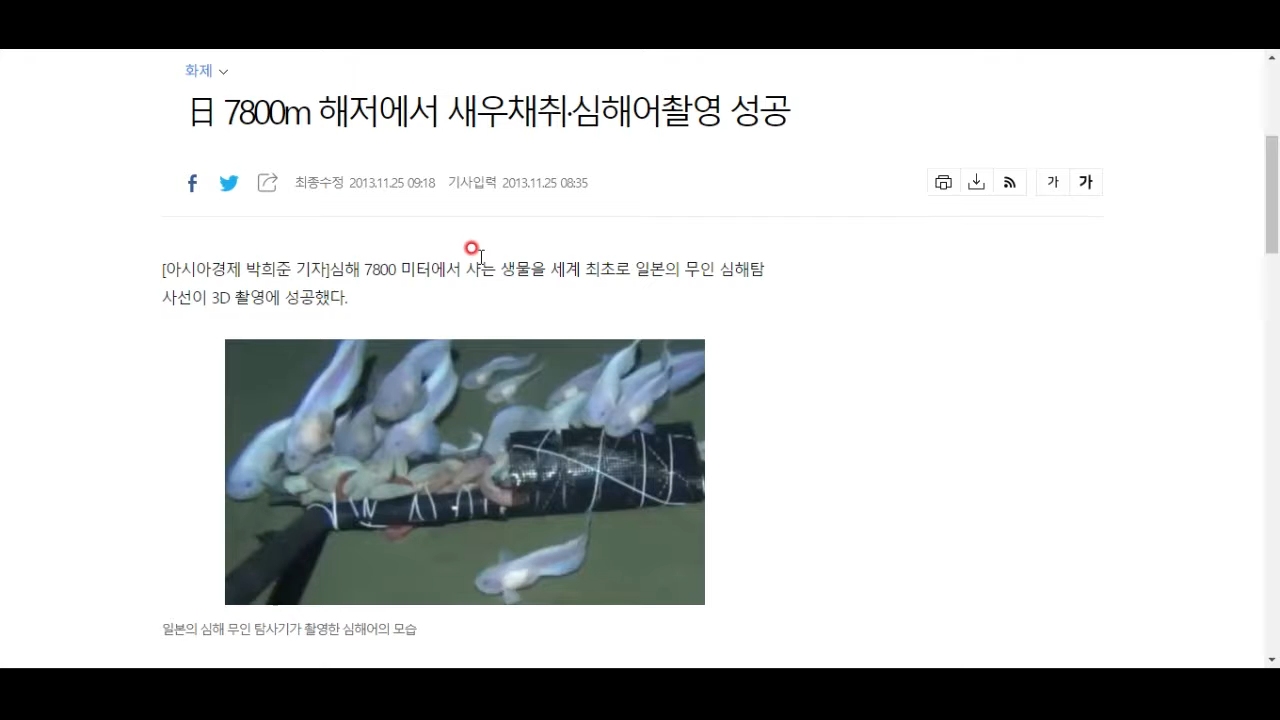 화제
日 7800m 해저에서 새우채취·심해어촬영 성공
최종수정 2013.11.25 09:18 기사입력 2013.11.25 08:35
가 가
[아시아경제 박희준 기자]심해 7800 미터에서 사는 생물을 세계 최초로 일본의 무인 심해탐
사선이 3D 촬영에 성공했다.
일본의 심해 무인 탐사기가 촬영한 심해어의 모습